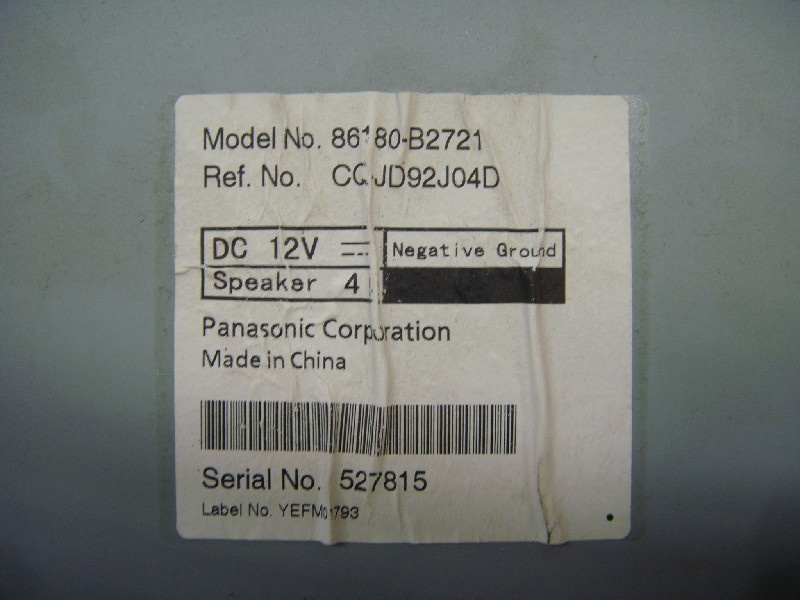 Model No. 86180-B2721
Ref. No. CQ-JD92J04D
DC 12V ⎓ Negative Ground
Speaker 4
Panasonic Corporation
Made in China
Serial No. 527815
Label No.